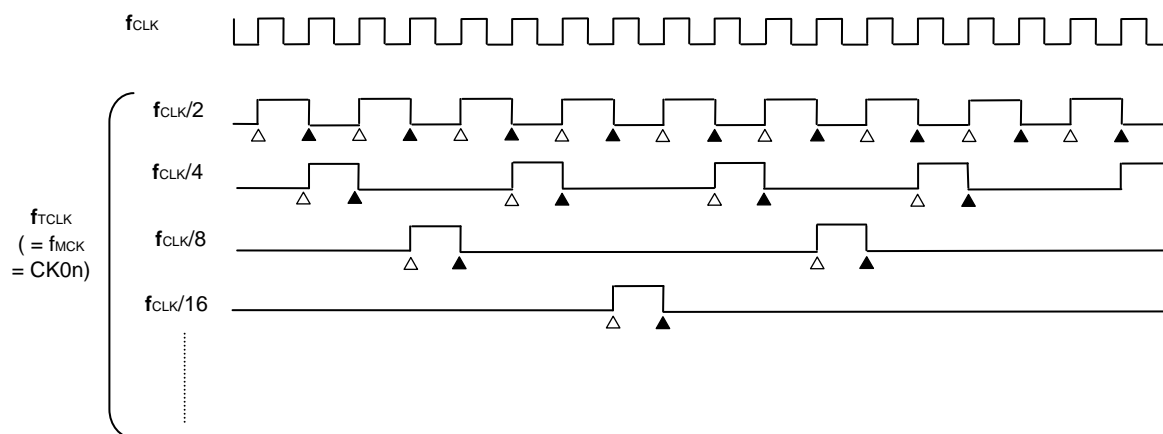 fCLK
fCLK/2
fCLK/4
fTCLK
( = fMCK
= CK0n)
fCLK/8
fCLK/16